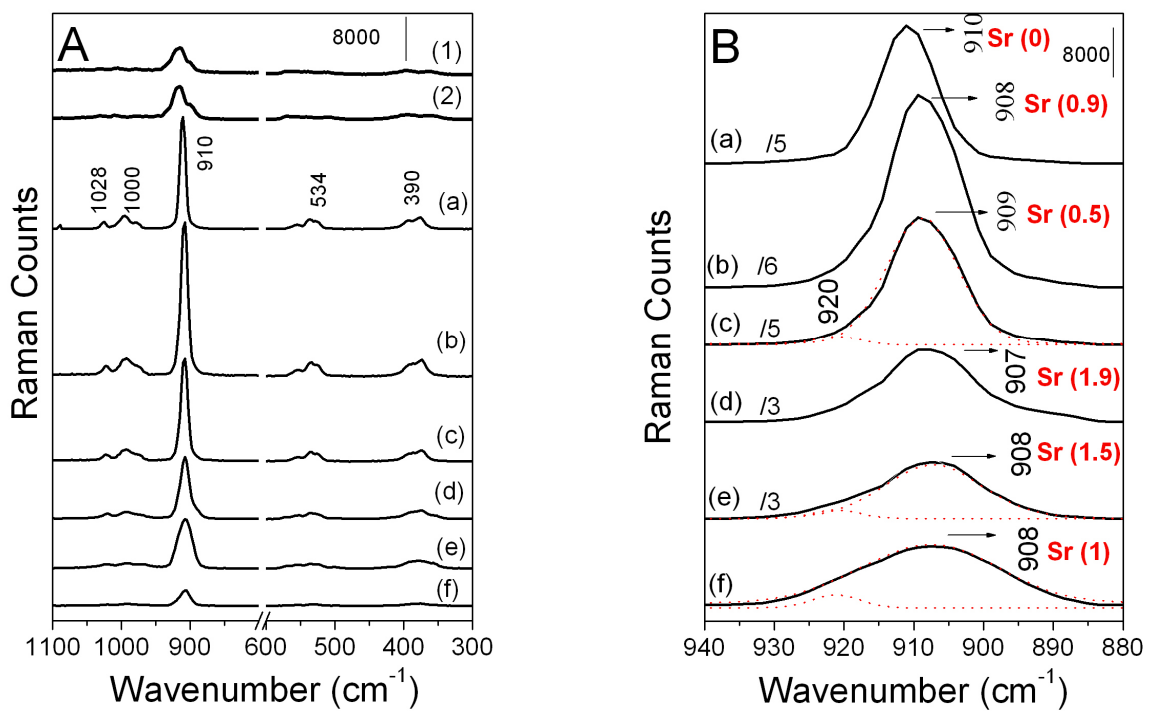 A
8000
(1)
(2)
1028
1000
910
534
390
(a)
(b)
(c)
(d)
(e)
(f)
Raman Counts
1100 1000 900 600 500 400 300
Wavenumber (cm-1)
B
8000
910 Sr (0)
908 Sr (0.9)
(a) /5
909 Sr (0.5)
(b) /6
920
(c) /5
907 Sr (1.9)
(d) /3
908 Sr (1.5)
(e) /3
908 Sr (1)
(f)
Raman Counts
940 930 920 910 900 890 880
Wavenumber (cm-1)